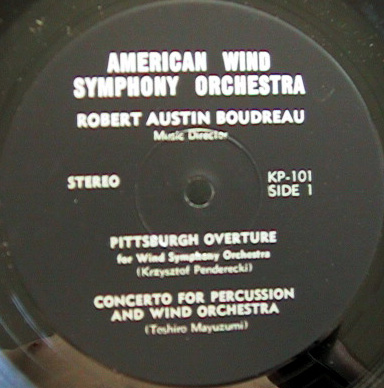 AMERICAN WIND
SYMPHONY ORCHESTRA
ROBERT AUSTIN BOUDREAU
Music Director
STEREO
KP-101
SIDE 1
PITTSBURGH OVERTURE
for Wind Symphony Orchestra
(Krzysztof Penderecki)
CONCERTO FOR PERCUSSION
AND WIND ORCHESTRA
(Toshiro Mayuzumi)